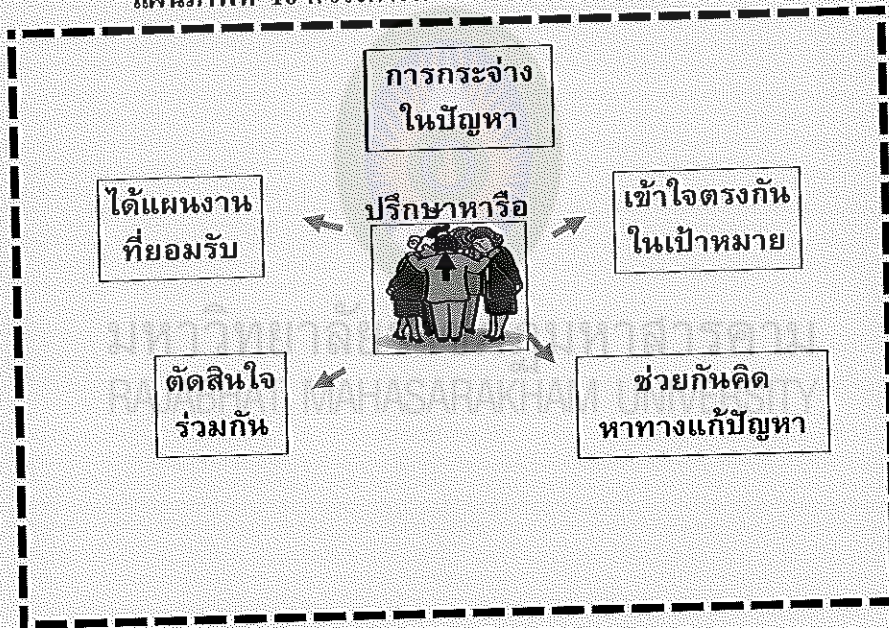 การกระจ่าง
ในปัญหา
ได้แผนงาน
ที่ยอมรับ
ปรึกษาหารือ
เข้าใจตรงกัน
ในเป้าหมาย
ตัดสินใจ
ร่วมกัน
ช่วยกันคิด
หาทางแก้ปัญหา